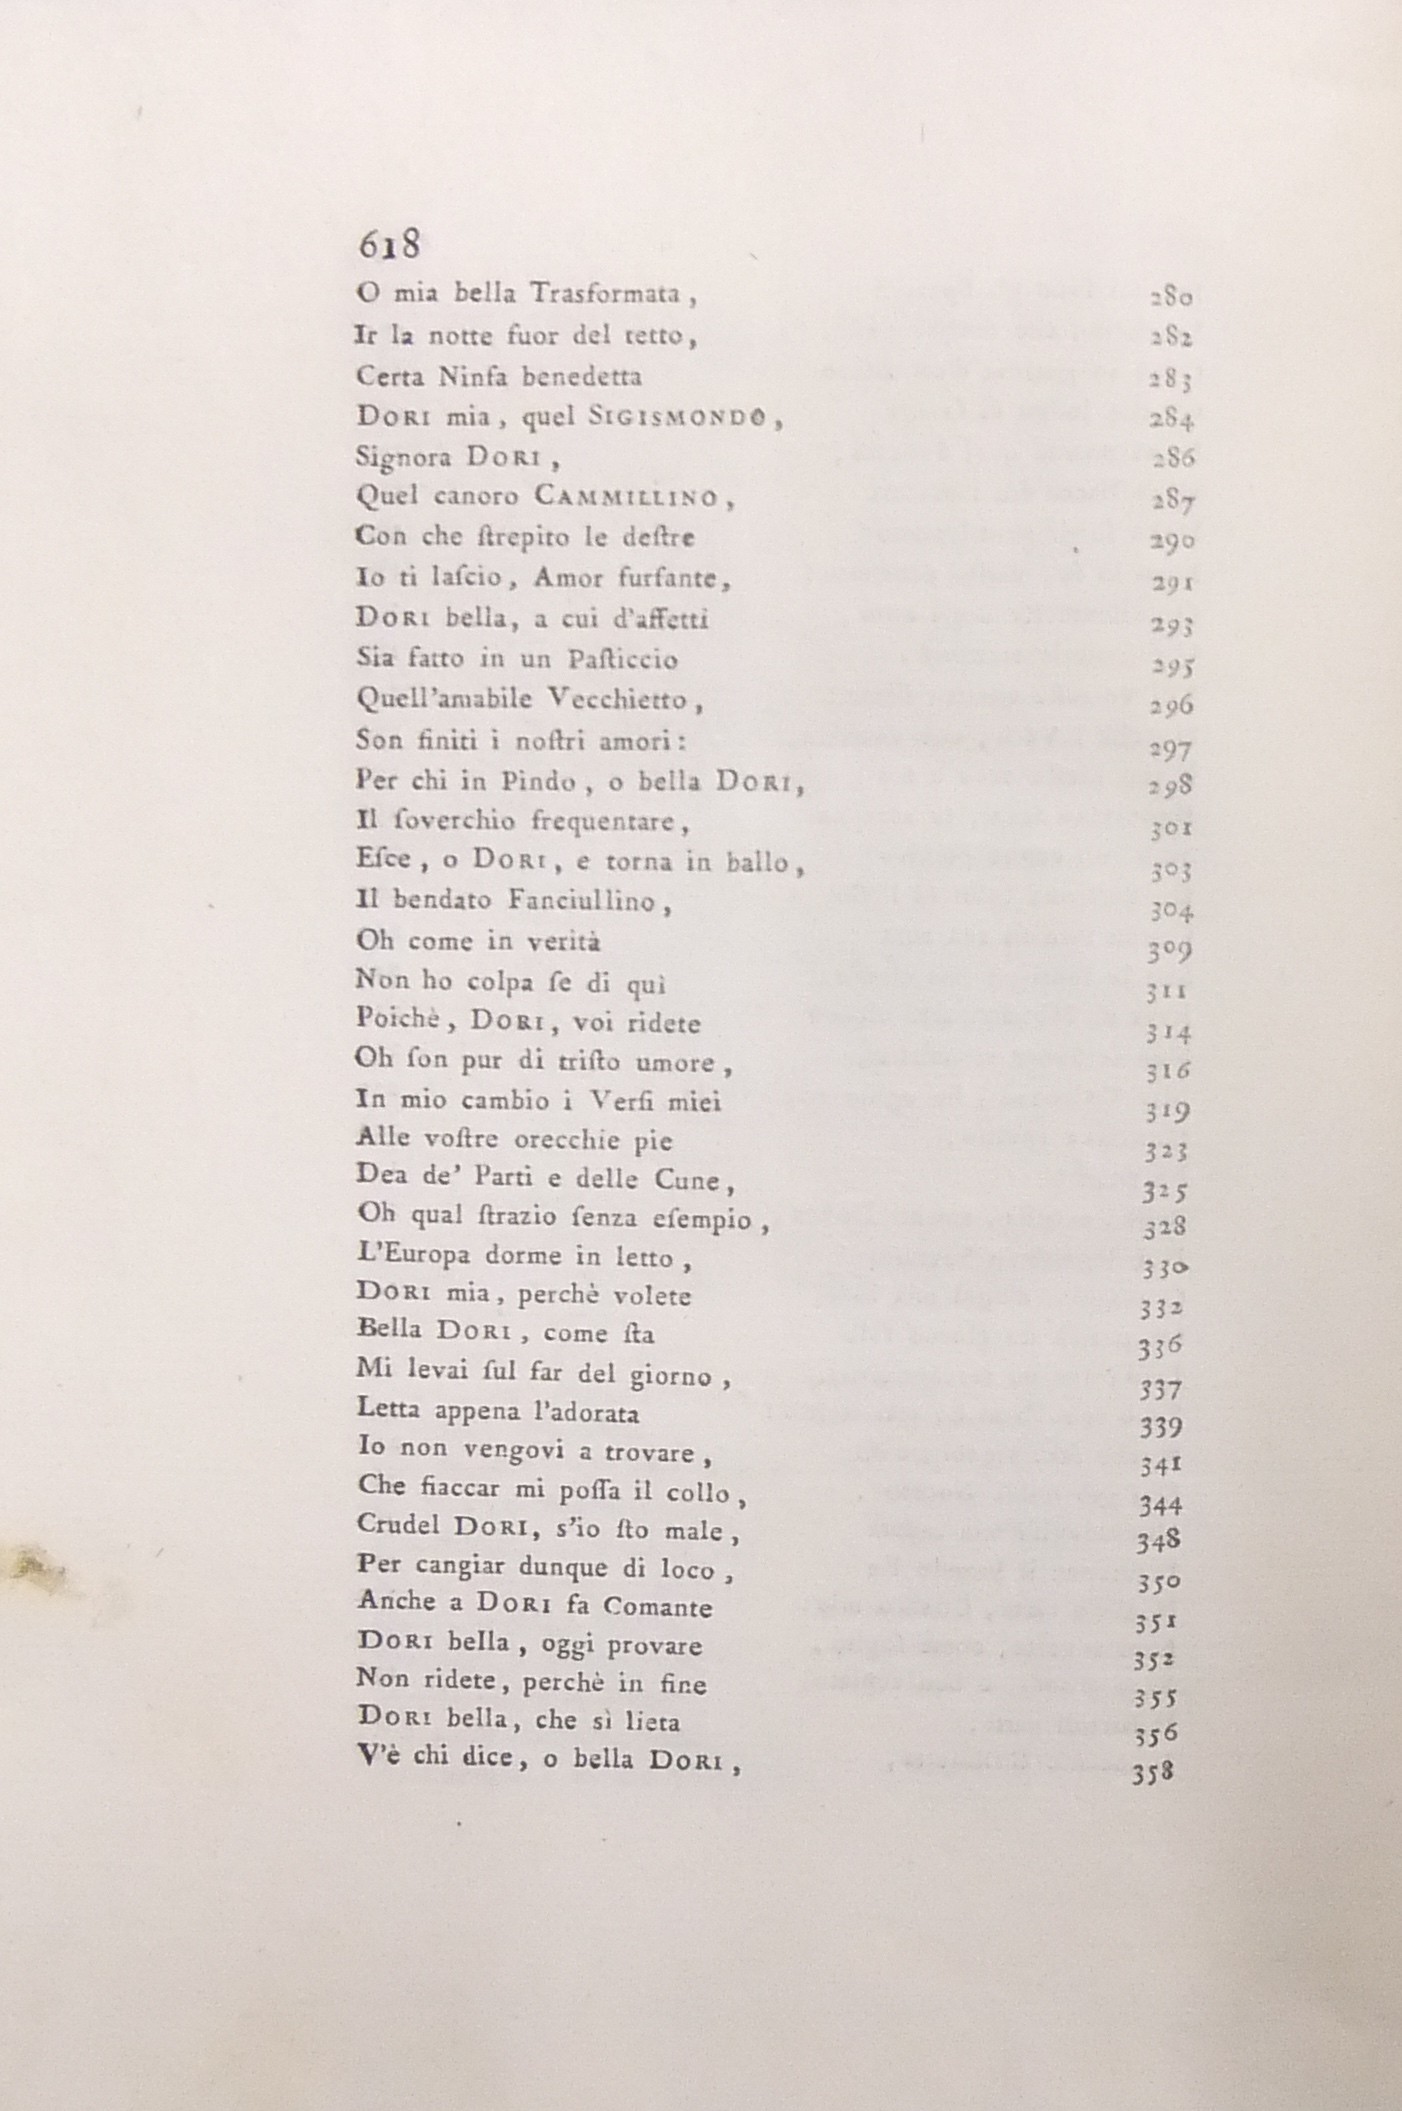 618
O mia bella Trasformata, 280
Ir la notte fuor del tetto, 282
Certa Ninfa benedetta 283
DORI mia, quel SIGISMONDO, 284
Signora DORI, 286
Quel canoro CAMMILLINO, 287
Con che ſtrepito le deſtre 290
Io ti laſcio, Amor furfante, 291
DORI bella, a cui d'affetti 293
Sia fatto in un Paſticcio 295
Quell'amabile Vecchietto, 296
Son finiti i noſtri amori: 297
Per chi in Pindo, o bella DORI, 298
Il ſoverchio frequentare, 301
Eſce, o DORI, e torna in ballo, 303
Il bendato Fanciullino, 304
Oh come in verità 309
Non ho colpa ſe di quì 311
Poichè, DORI, voi ridete 314
Oh ſon pur di triſto umore, 316
In mio cambio i Verſi miei 319
Alle voſtre orecchie pie 323
Dea de' Parti e delle Cune, 325
Oh qual ſtrazio ſenza eſempio, 328
L'Europa dorme in letto, 330
DORI mia, perchè volete 332
Bella DORI, come ſta 336
Mi levai ſul far del giorno, 337
Letta appena l'adorata 339
Io non vengovi a trovare, 341
Che fiaccar mi poſſa il collo, 344
Crudel DORI, s'io ſto male, 348
Per cangiar dunque di loco, 350
Anche a DORI fa Comante 351
DORI bella, oggi provare 352
Non ridete, perchè in fine 355
DORI bella, che sì lieta 356
V'è chi dice, o bella DORI, 358